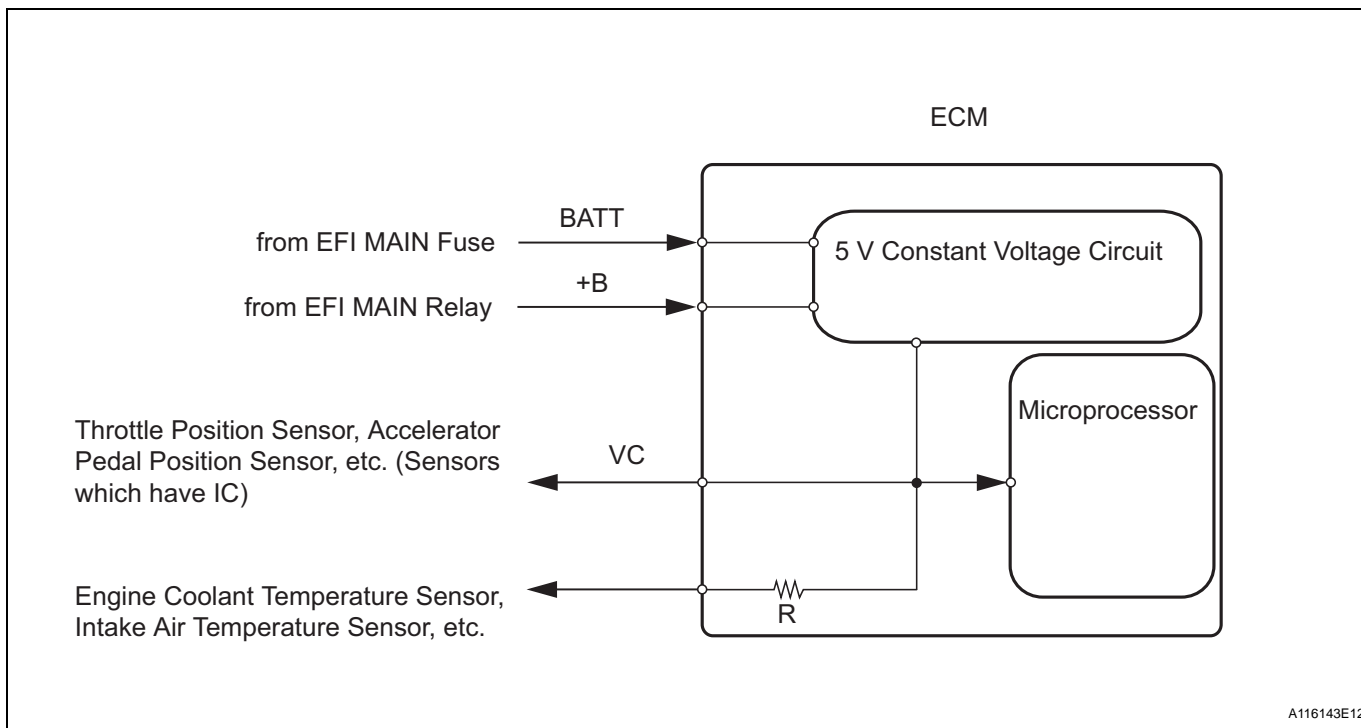 ECM
BATT
from EFI MAIN Fuse
5 V Constant Voltage Circuit
+B
from EFI MAIN Relay
Microprocessor
Throttle Position Sensor, Accelerator
Pedal Position Sensor, etc. (Sensors
which have IC)
VC
Engine Coolant Temperature Sensor,
Intake Air Temperature Sensor, etc.
R
A116143E12